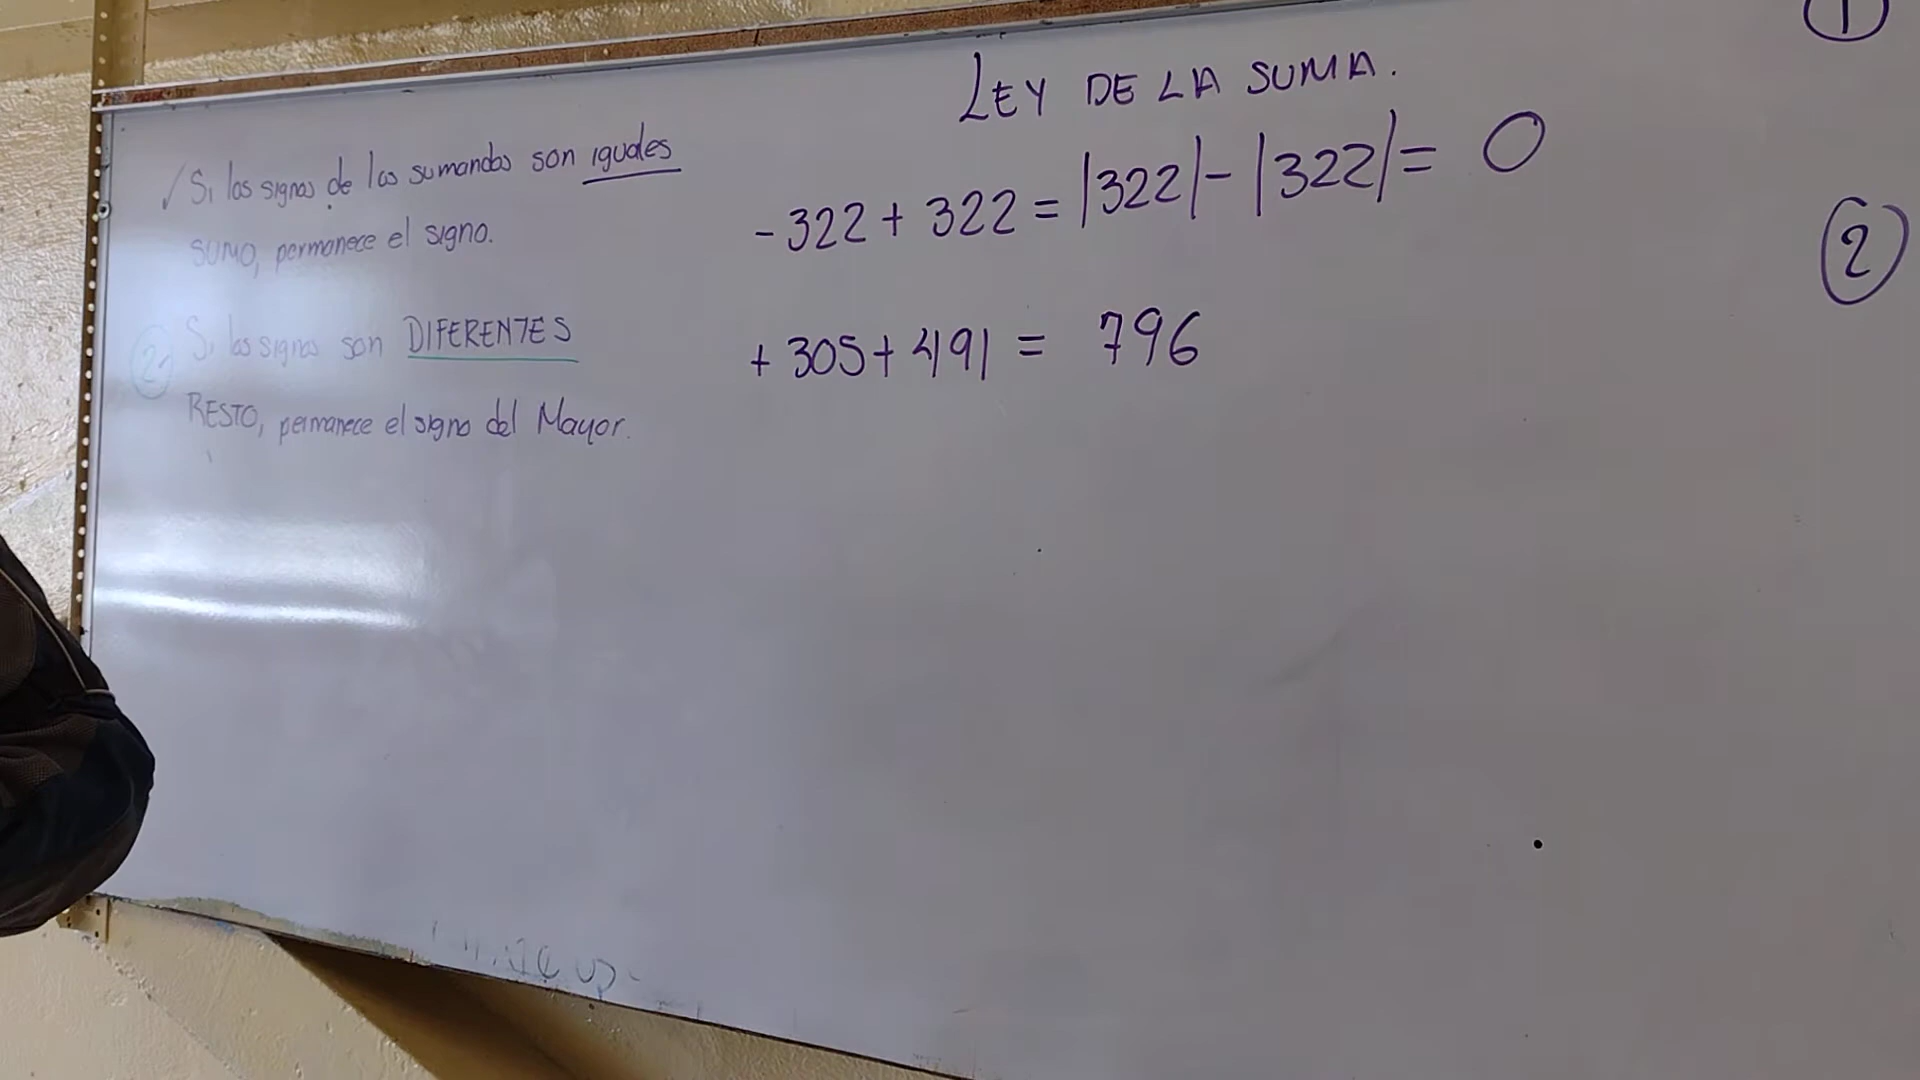 LEY DE LA SUMA.
✓ Si los signos de los sumandos son iguales
SUMO, permanece el signo.
2. Si los signos son DIFERENTES
RESTO, permanece el signo del Mayor.
-322 + 322 = |322| - |322| = 0
+ 305 + 491 = 796
1
2